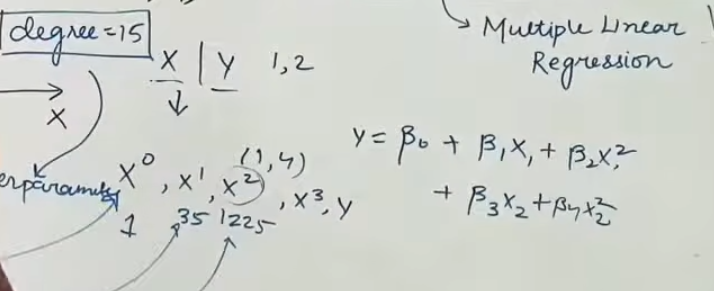 degree=15
X | Y 1,2
X
(1,4)
X⁰, X¹, X², X³, Y
1 35 1225
Multiple Linear
Regression
Y = β₀ + β₁X₁ + β₂X₁²
+ β₃X₂ + β₄X₂²